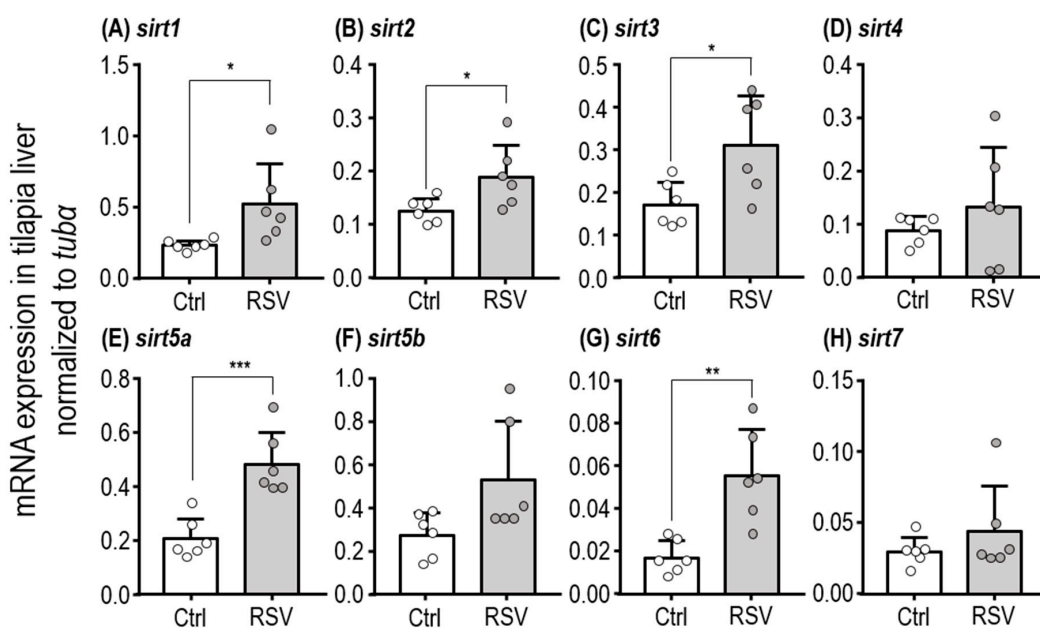 mRNA expression in tilapia liver
normalized to tubα
(A) sirt1
1.5
1.0
0.5
0.0
*
Ctrl RSV
(B) sirt2
0.4
0.3
0.2
0.1
0.0
*
Ctrl RSV
(C) sirt3
0.5
0.4
0.3
0.2
0.1
0.0
*
Ctrl RSV
(D) sirt4
0.4
0.3
0.2
0.1
0.0
Ctrl RSV
(E) sirt5a
0.8
0.6
0.4
0.2
0.0
***
Ctrl RSV
(F) sirt5b
1.0
0.8
0.6
0.4
0.2
0.0
Ctrl RSV
(G) sirt6
0.10
0.08
0.06
0.04
0.02
0.00
**
Ctrl RSV
(H) sirt7
0.15
0.10
0.05
0.00
Ctrl RSV